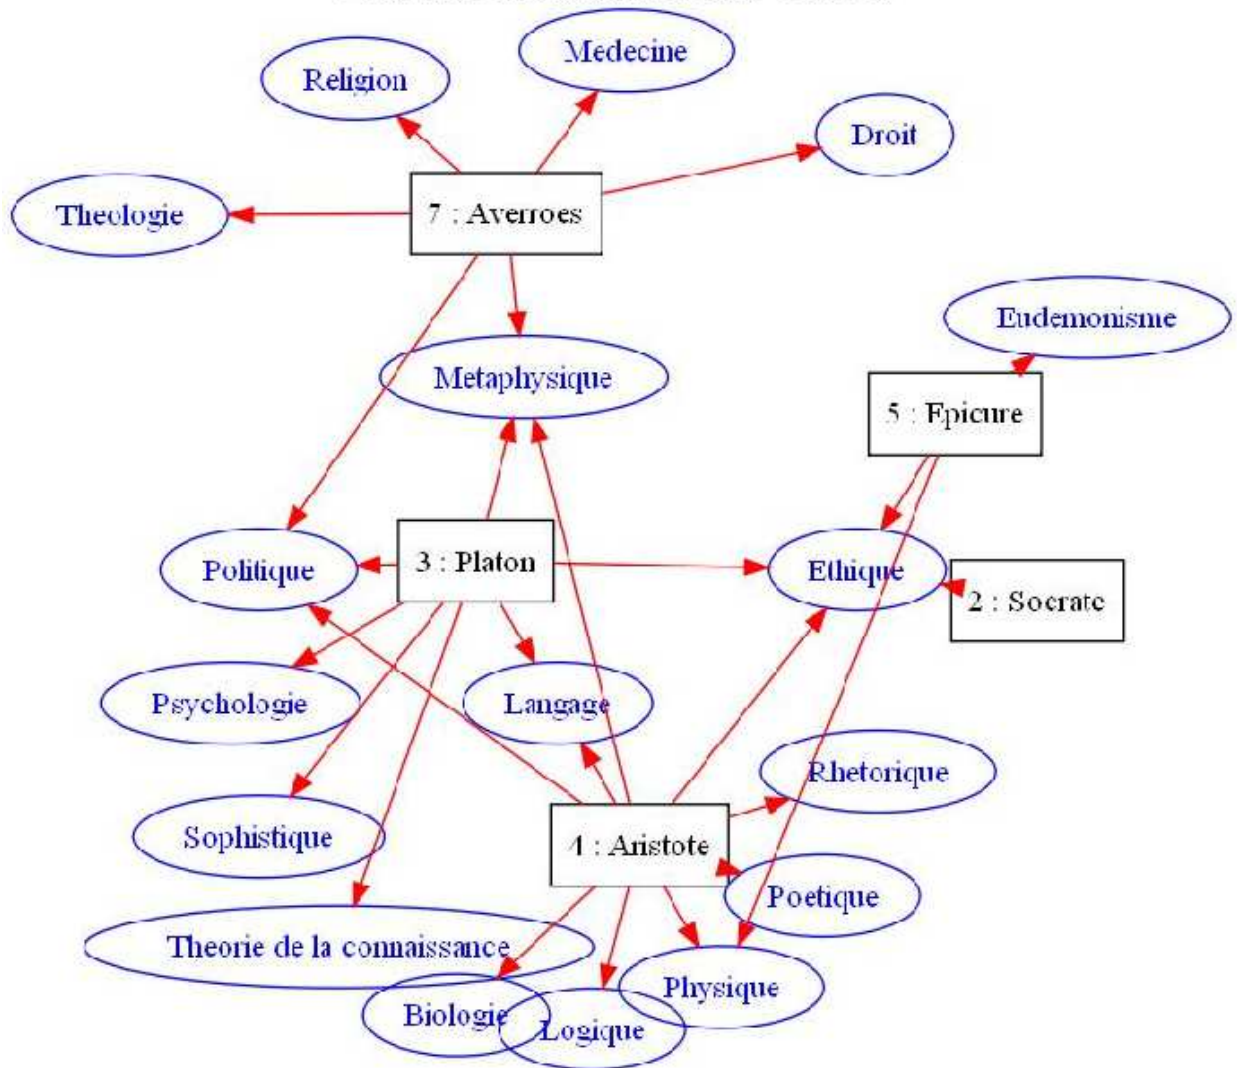 Medecine
Religion
Droit
7 : Averroes
Theologie
Eudemonisme
Metaphysique
5 : Epicure
3 : Platon
Politique
Ethique
2 : Socrate
Psychologie
Langage
Rhetorique
Sophistique
4 : Aristote
Poetique
Theorie de la connaissance
Physique
Biologie
Logique